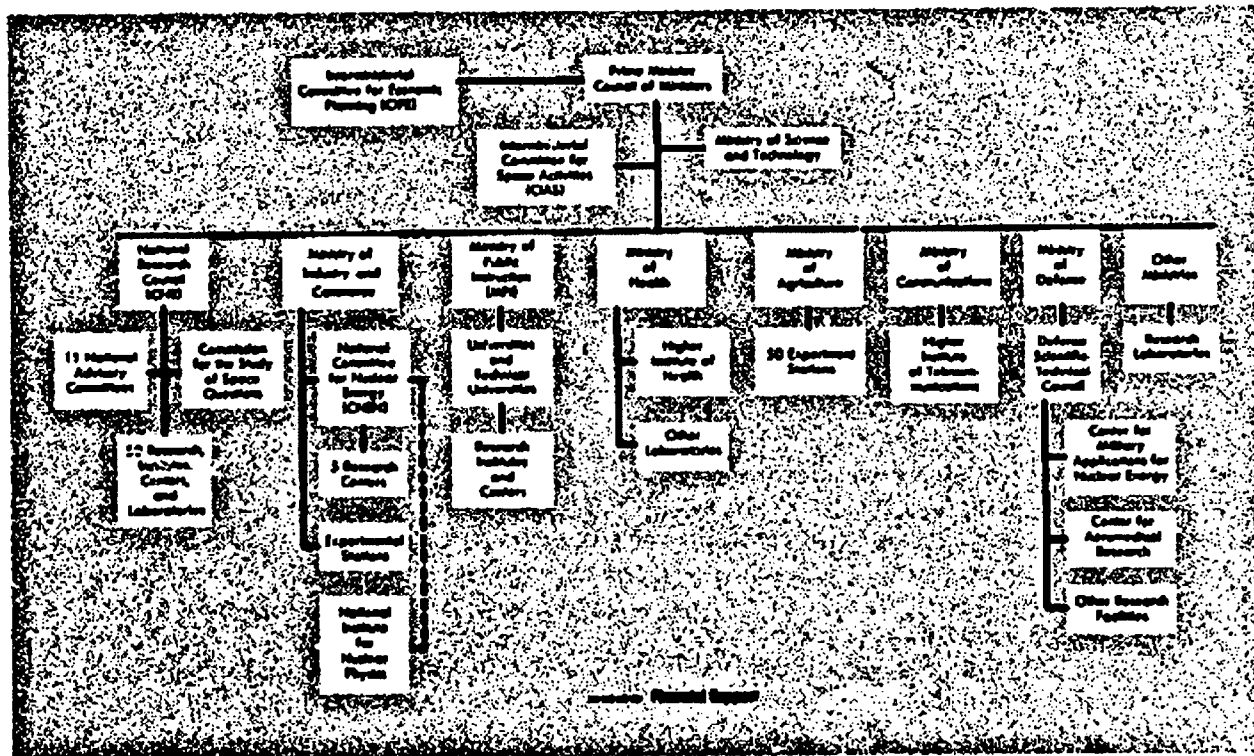 Interministerial
Committee for Economic
Planning (CIPE)
Prime Minister
Council of Ministers
Interministerial
Committee for
Space Activities
(CIAS)
Ministry of Science
and Technology
National
Research
Council
(CNR)
Ministry of
Industry and
Commerce
Ministry of
Public
Instruction
(MPI)
Ministry
of
Health
Ministry
of
Agriculture
Ministry
of
Communications
Ministry
of
Defense
Other
Ministries
11 National
Advisory
Committees
Commission
for the Study
of Space
Questions
National
Committee
for Nuclear
Energy
(CNEN)
Universities
and
Technical
Universities
Higher
Institute of
Health
50 Experiment
Stations
Higher
Institute
of Telecom-
munications
Defense
Scientific-
Technical
Council
Research
Laboratories
Research,
Institutes,
Centers,
and Laboratories
5 Research
Centers
Research
Institutes
and
Centers
Other
Laboratories
Center for
Military
Applications for
Nuclear Energy
Experimental
Stations
Center for
Aeromedical
Research
National
Institute
for
Nuclear
Physics
Other Research
Facilities
Financial Support